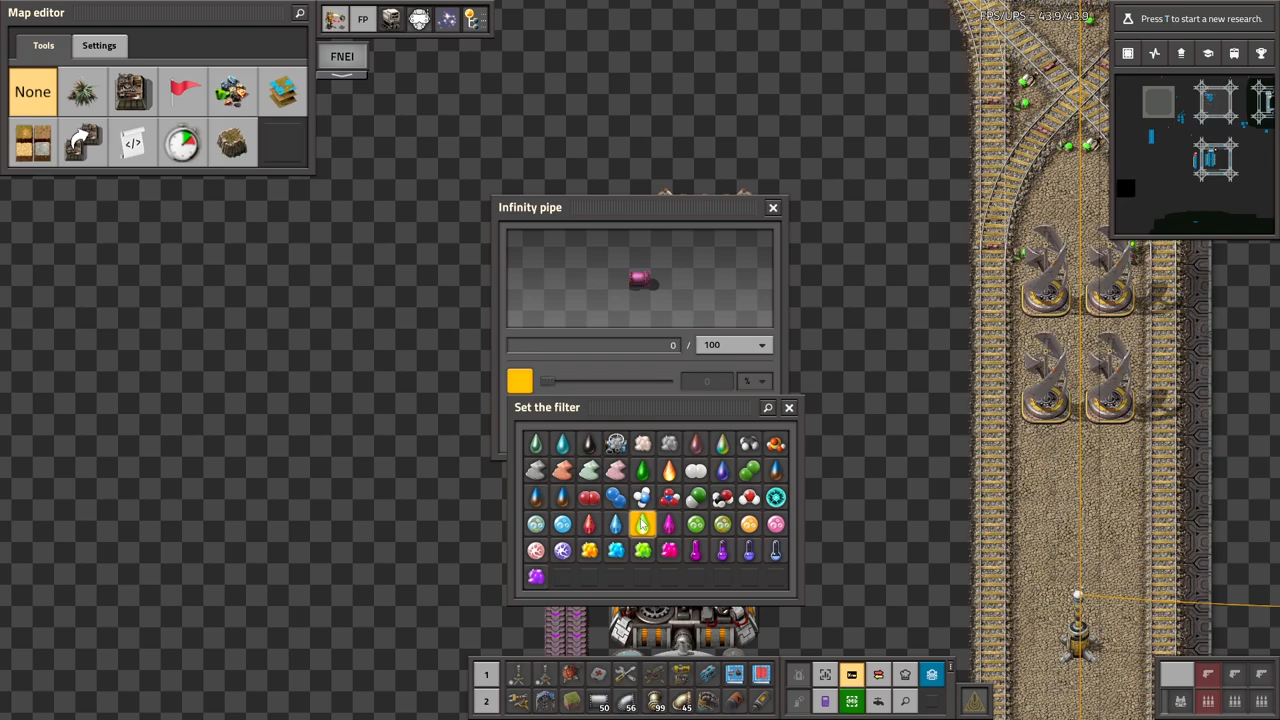 Map editor
FP
FPS/UPS = 43.9/43.9
Press T to start a new research.
Tools
Settings
FNEI
None
</>
Infinity pipe
0 / 100
0 %
Set the filter
1
2
50
56
99
45